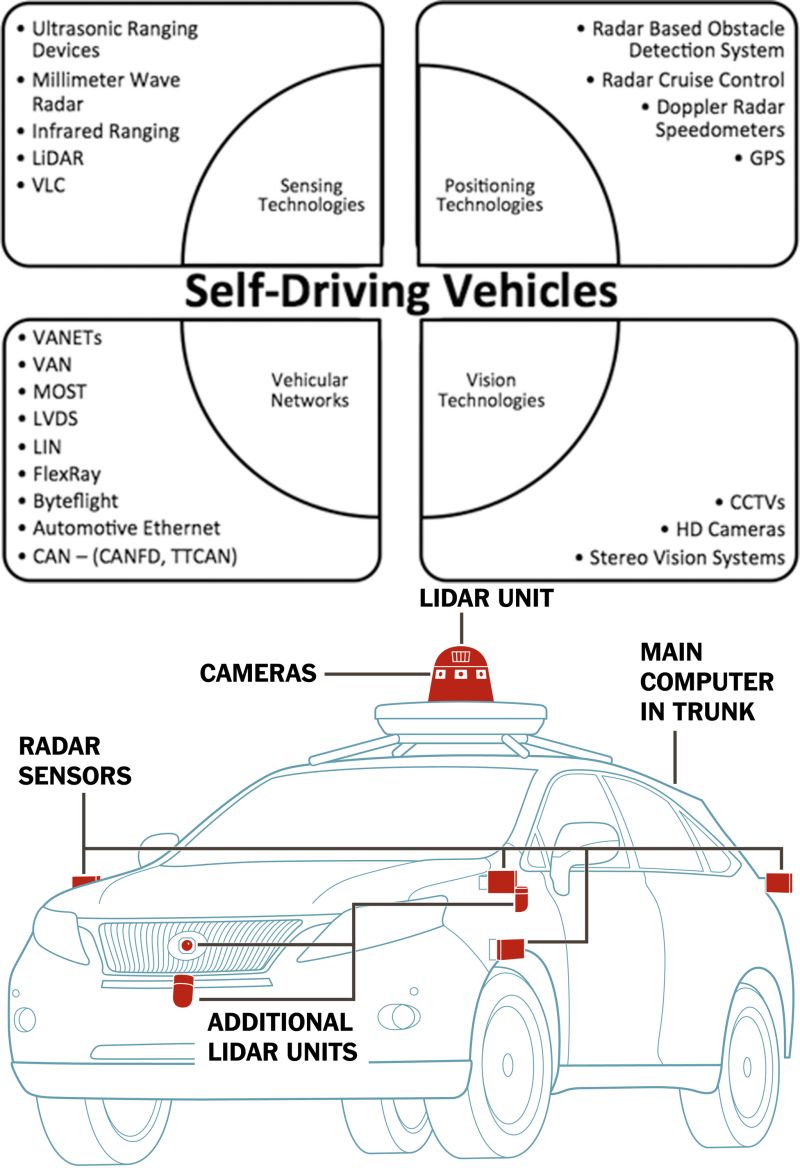 • Ultrasonic Ranging
Devices
• Millimeter Wave
Radar
• Infrared Ranging
• LiDAR
• VLC
Sensing
Technologies
• Radar Based Obstacle
Detection System
• Radar Cruise Control
• Doppler Radar
Speedometers
• GPS
Positioning
Technologies
Self-Driving Vehicles
• VANETs
• VAN
• MOST
• LVDS
• LIN
• FlexRay
• Byteflight
• Automotive Ethernet
• CAN – (CANFD, TTCAN)
Vehicular
Networks
Vision
Technologies
• CCTVs
• HD Cameras
• Stereo Vision Systems
LIDAR UNIT
CAMERAS
MAIN
COMPUTER
IN TRUNK
RADAR
SENSORS
ADDITIONAL
LIDAR UNITS